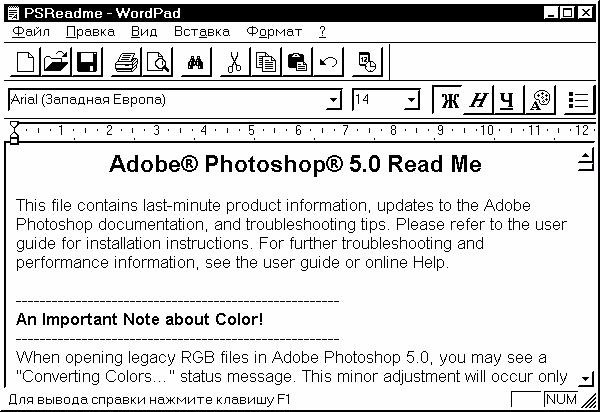 PSReadme - WordPad
Файл Правка Вид Вставка Формат ?
Arial (Западная Европа) 14 Ж Н Ч
1 2 3 4 5 6 7 8 9 10 11 12
Adobe® Photoshop® 5.0 Read Me
This file contains last-minute product information, updates to the Adobe
Photoshop documentation, and troubleshooting tips. Please refer to the user
guide for installation instructions. For further troubleshooting and
performance information, see the user guide or online Help.
An Important Note about Color!
When opening legacy RGB files in Adobe Photoshop 5.0, you may see a
"Converting Colors..." status message. This minor adjustment will occur only
Для вывода справки нажмите клавишу F1 NUM